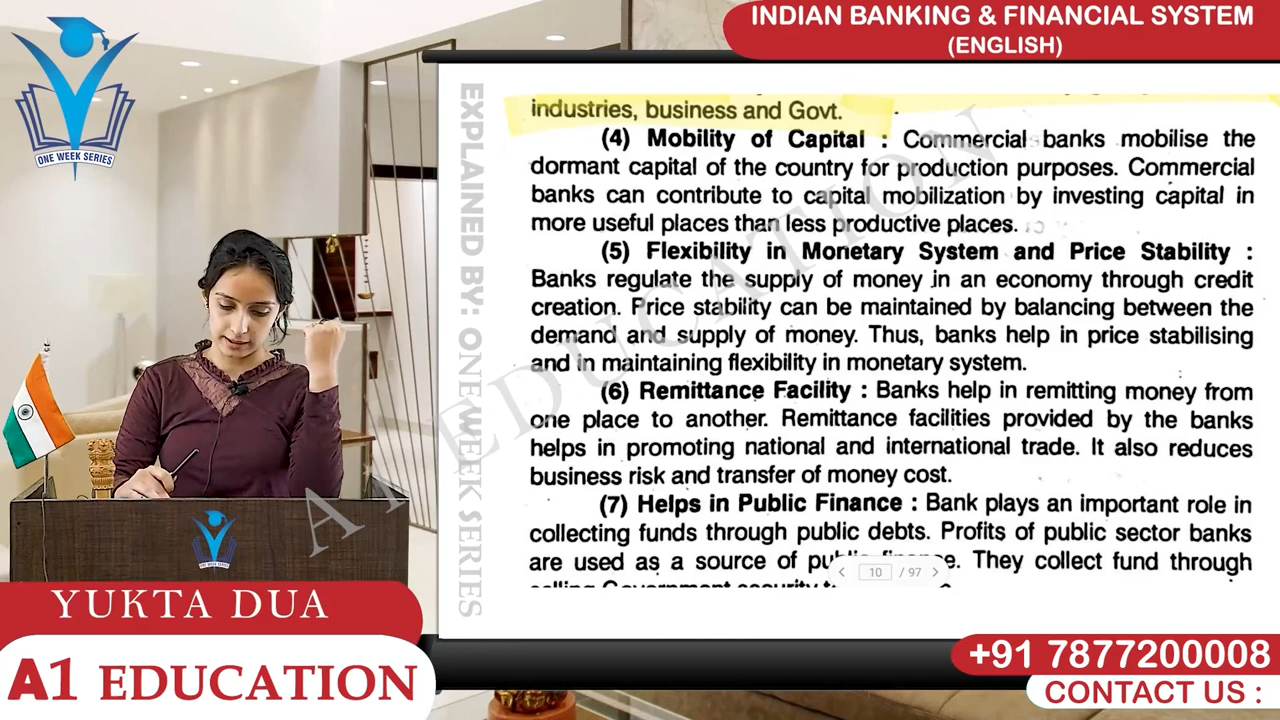 INDIAN BANKING & FINANCIAL SYSTEM
(ENGLISH)
ONE WEEK SERIES
EXPLAINED BY: ONE WEEK SERIES
A1 EDUCATION
industries, business and Govt.
(4) Mobility of Capital : Commercial banks mobilise the
dormant capital of the country for production purposes. Commercial
banks can contribute to capital mobilization by investing capital in
more useful places than less productive places.
(5) Flexibility in Monetary System and Price Stability :
Banks regulate the supply of money in an economy through credit
creation. Price stability can be maintained by balancing between the
demand and supply of money. Thus, banks help in price stabilising
and in maintaining flexibility in monetary system.
(6) Remittance Facility : Banks help in remitting money from
one place to another. Remittance facilities provided by the banks
helps in promoting national and international trade. It also reduces
business risk and transfer of money cost.
(7) Helps in Public Finance : Bank plays an important role in
collecting funds through public debts. Profits of public sector banks
are used as a source of public finance. They collect fund through
selling Government security
10 / 97
ONE WEEK SERIES
YUKTA DUA
A1 EDUCATION
+91 7877200008
CONTACT US :